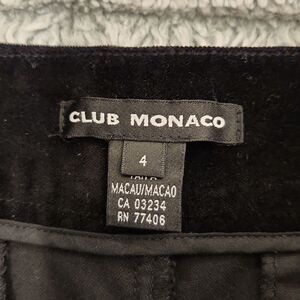 CLUB MONACO
4
MACAU/MACAO
CA 03234
RN 77406